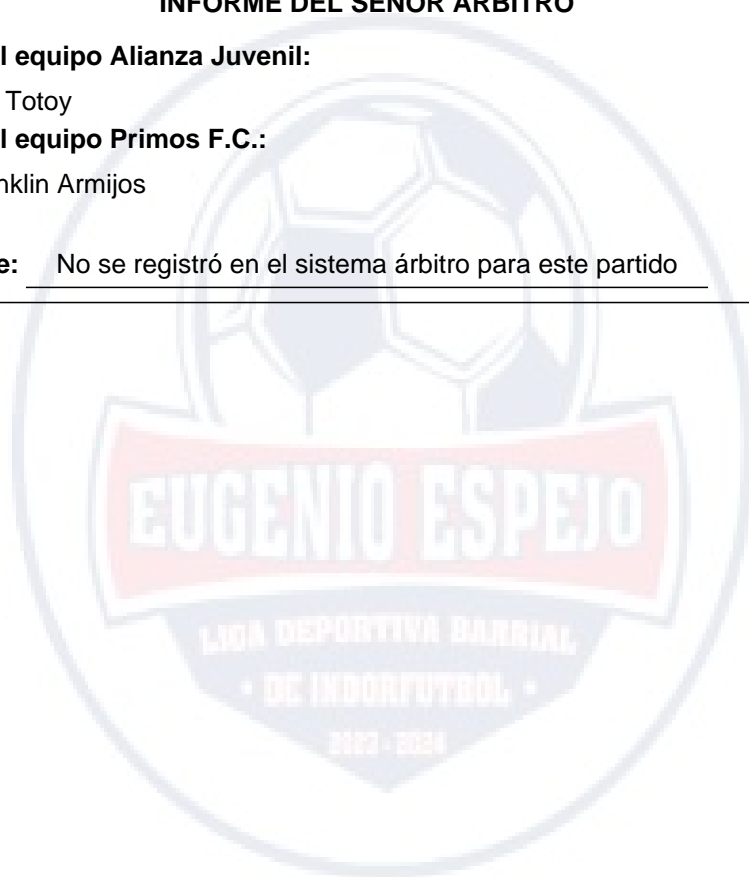 INFORME DEL SEÑOR ÁRBITRO
l equipo Alianza Juvenil:
Totoy
l equipo Primos F.C.:
nklin Armijos
e: No se registró en el sistema árbitro para este partido
EUGENIO ESPEJO
LIGA DEPORTIVA BARRIAL
• DE INDORFUTBOL •
2023 - 2024